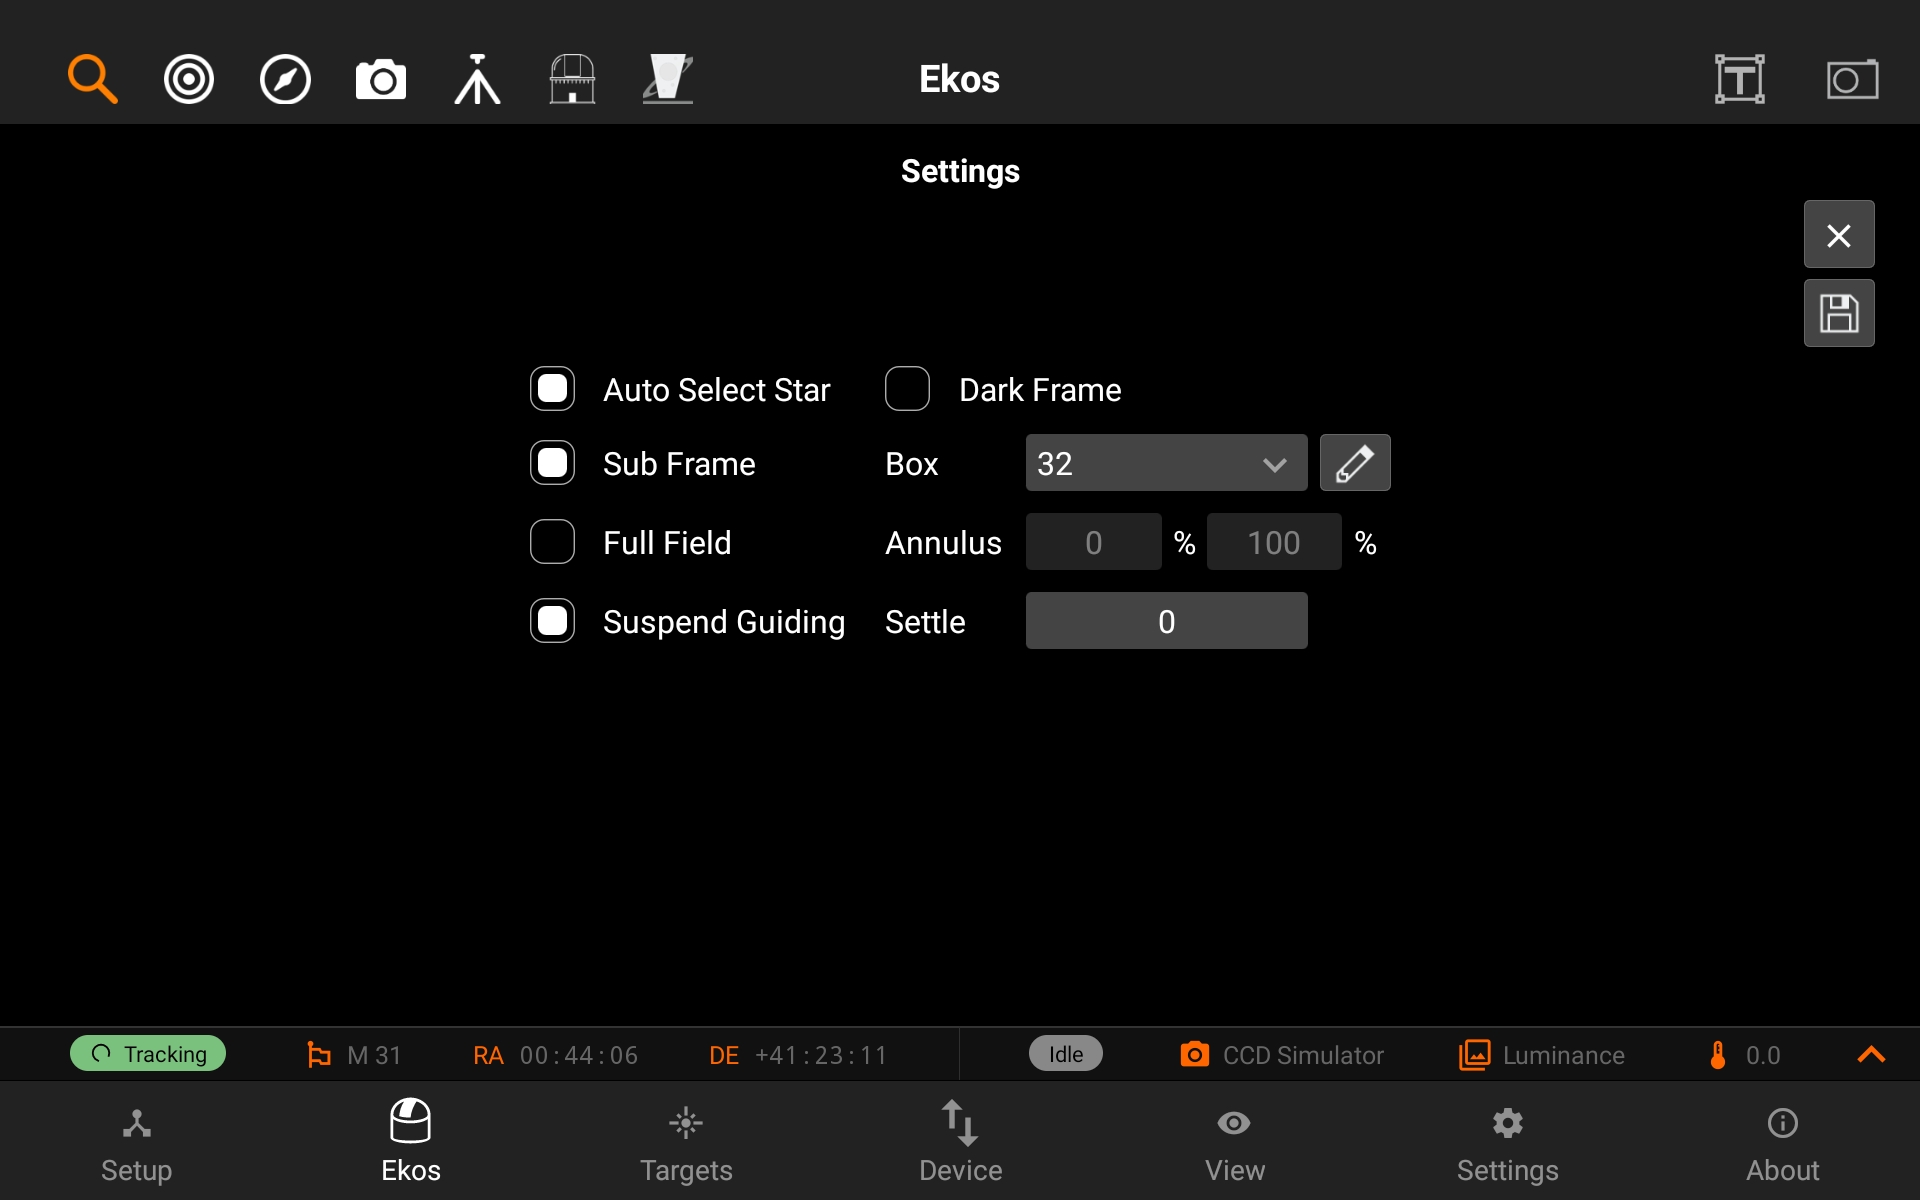 Ekos
Settings
Auto Select Star Dark Frame
Sub Frame Box 32
Full Field Annulus 0 % 100 %
Suspend Guiding Settle 0
Tracking M 31 RA 00:44:06 DE +41:23:11 Idle CCD Simulator Luminance 0.0
Setup Ekos Targets Device View Settings About